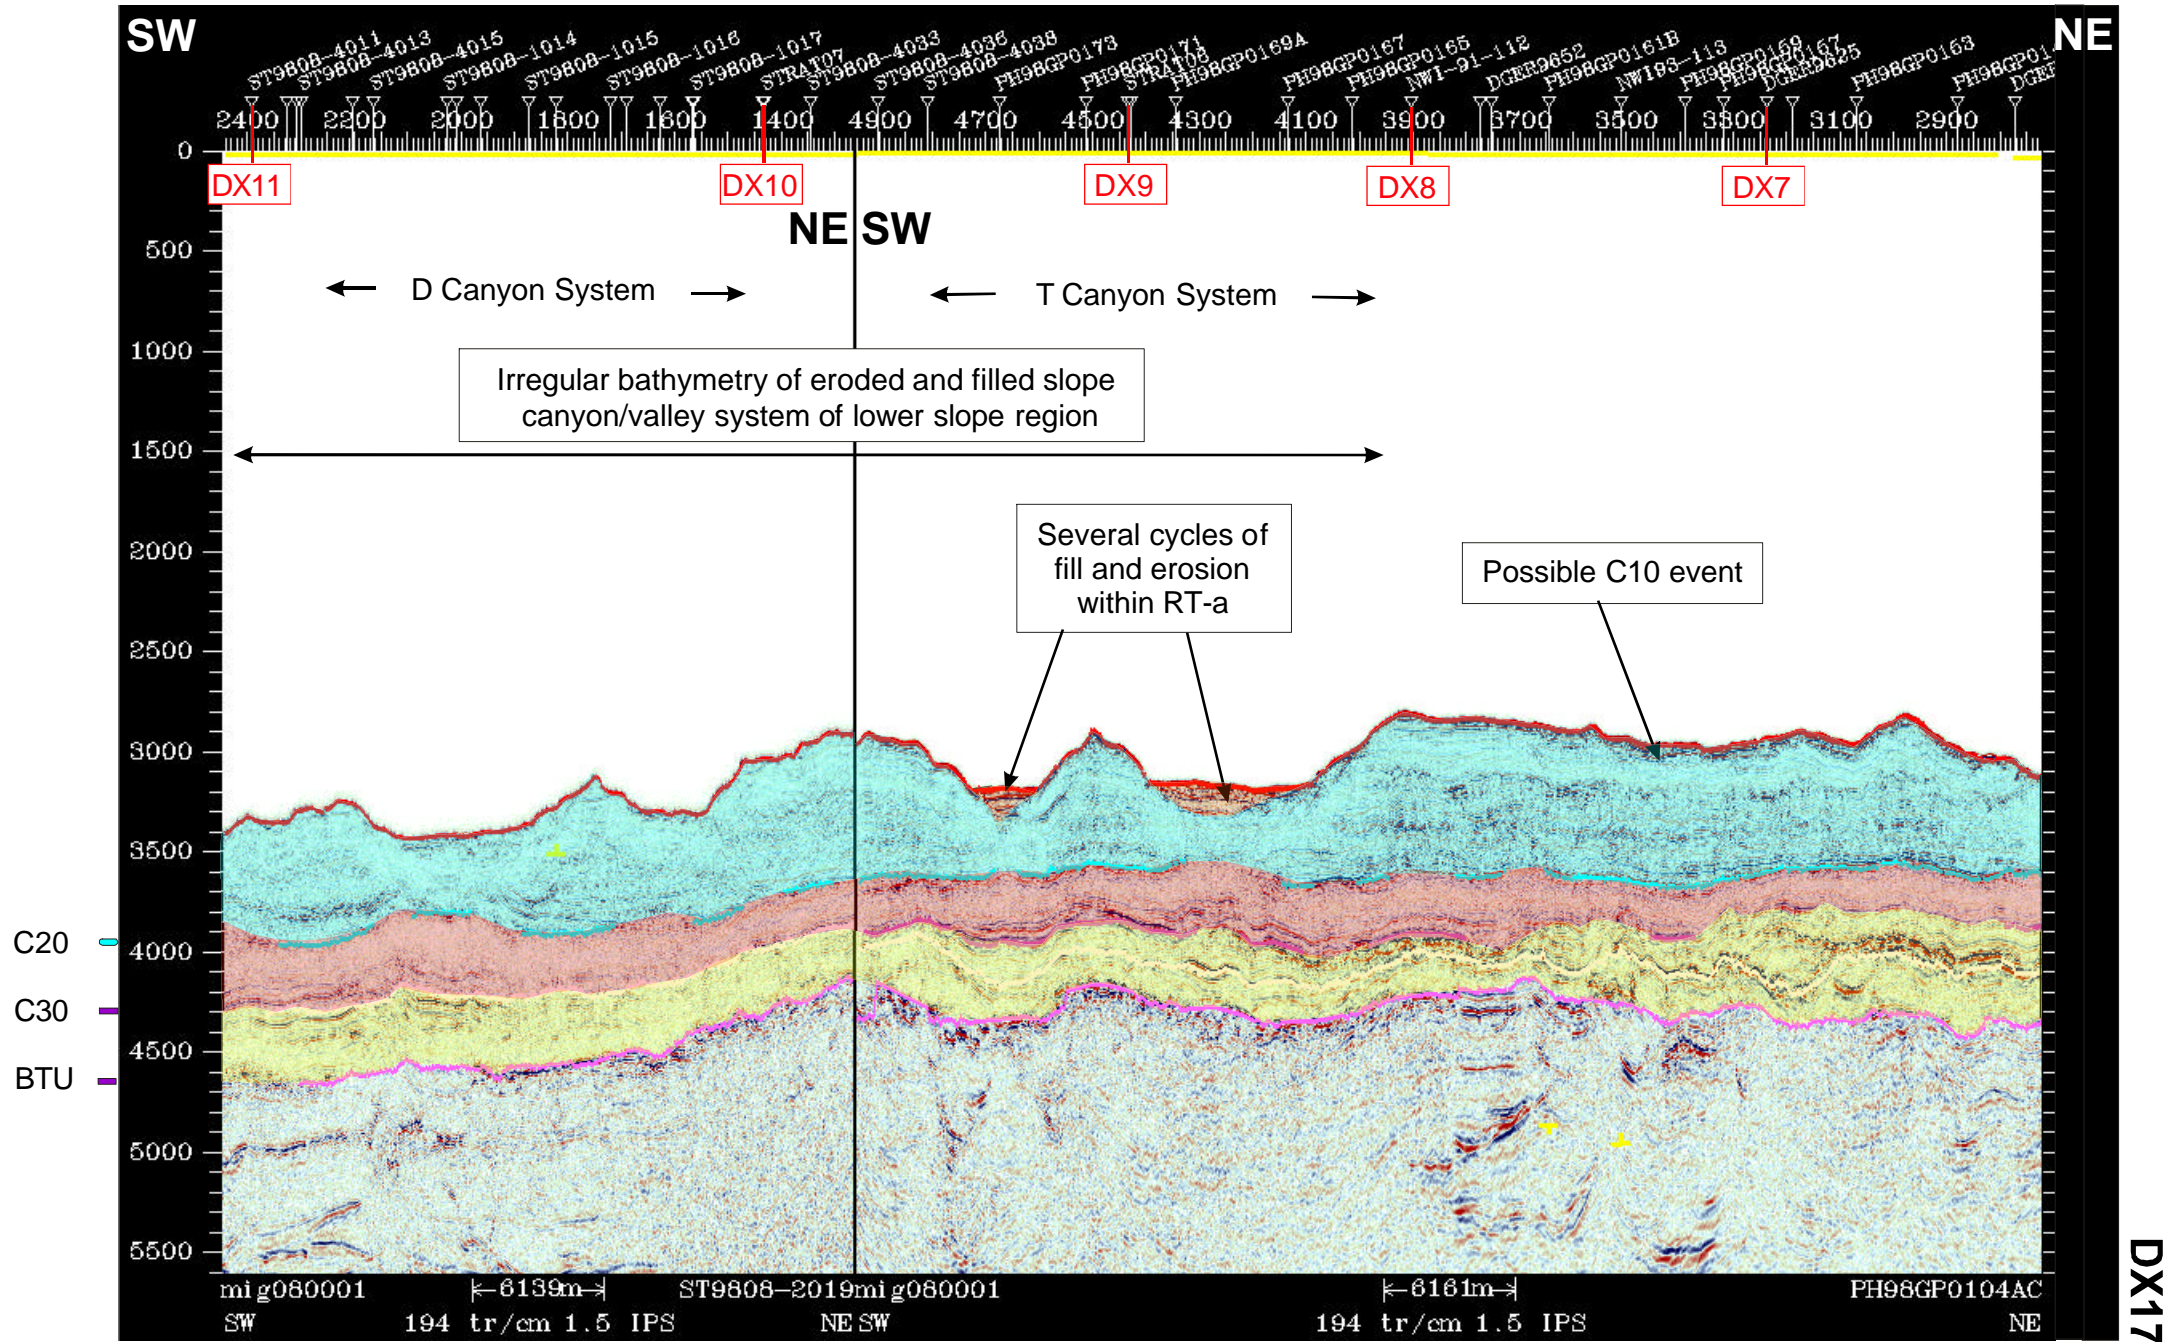 SW
NE
ST9808-4011
ST9808-4013
ST9808-4015
ST9808-1014
ST9808-1015
ST9808-1016
ST9808-1017
STRAT07
ST9808-4033
ST9808-4036
ST9808-4038
PH98GP0173
PH98GP0171
STRAT08
PH98GP0169A
PH98GP0167
PH98GP0165
NWI-91-112
DGER9652
PH98GP0161B
NWI93-113
DGER9625
PH98GP0163
2400 2200 2000 1800 1600 1400 4900 4700 4500 4300 4100 3900 3700 3500 3300 3100 2900
0
DX11 DX10 DX9 DX8 DX7
NE SW
500
D Canyon System
T Canyon System
1000
Irregular bathymetry of eroded and filled slope
canyon/valley system of lower slope region
1500
2000
Several cycles of
fill and erosion
within RT-a
Possible C10 event
2500
3000
3500
C20
4000
C30
4500
BTU
5000
5500
mig080001
6139m
ST9808-2019mig080001
6161m
PH98GP0104AC
SW
194 tr/cm 1.5 IPS
NE SW
194 tr/cm 1.5 IPS
NE
DX17